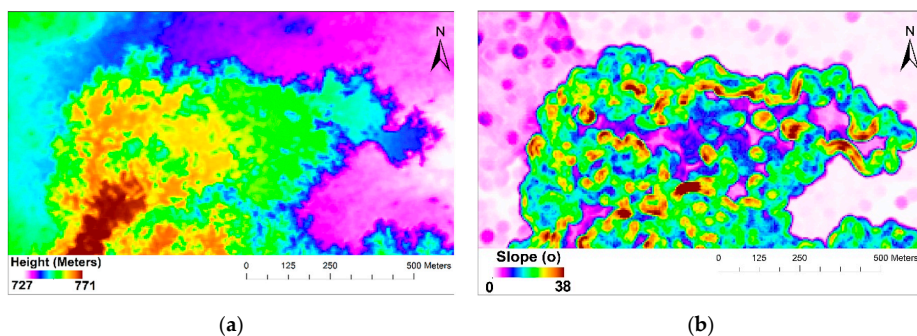 N
N
Height (Meters)
727 771
0 125 250 500 Meters
Slope (o)
0 38
0 125 250 500 Meters
(a)
(b)